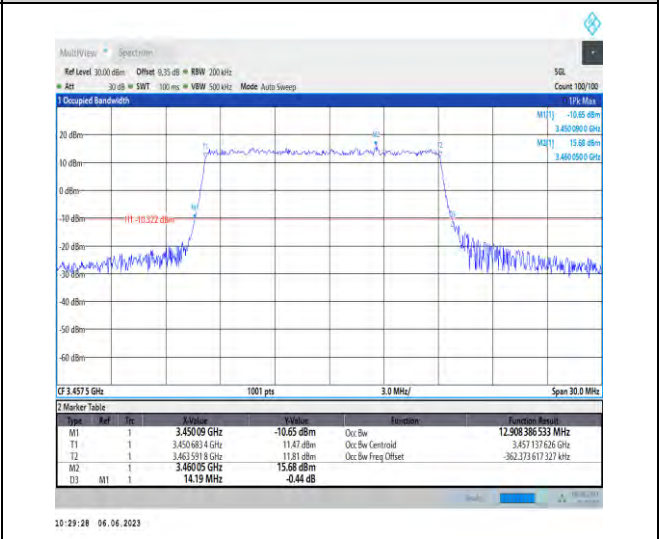 MultiView Spectrum
Ref Level 30.00 dBm Offset 9.35 dB RBW 200 kHz SGL
Att 30 dB SWT 100 ms VBW 500 kHz Mode Auto Sweep Count 100/100
1 Occupied Bandwidth 1Pk Max
M1[1] -10.65 dBm
3.450 090 0 GHz
M2[1] 15.68 dBm
3.460 050 0 GHz
20 dBm
M2
T1 T2
10 dBm
0 dBm
M1
-10 dBm H1 -10.322 dBm D3
-20 dBm
-30 dBm
-40 dBm
-50 dBm
-60 dBm
CF 3.457 5 GHz 1001 pts 3.0 MHz/ Span 30.0 MHz
2 Marker Table
Type Ref Trc X-Value Y-Value Function Function Result
M1 1 3.450 09 GHz -10.65 dBm Occ Bw 12.908 386 533 MHz
T1 1 3.450 683 4 GHz 11.47 dBm Occ Bw Centroid 3.457 137 626 GHz
T2 1 3.463 591 8 GHz 11.81 dBm Occ Bw Freq Offset -362.373 617 327 kHz
M2 1 3.460 05 GHz 15.68 dBm
D3 M1 1 14.19 MHz -0.44 dB
10:29:28 06.06.2023